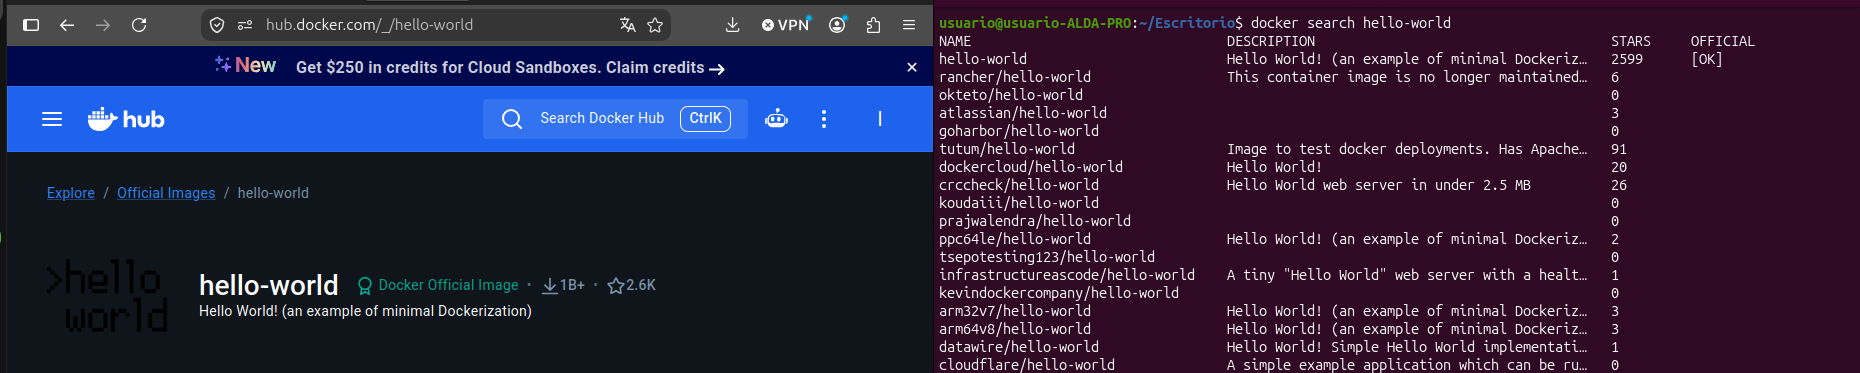 hub.docker.com/_/hello-world
VPN
New Get $250 in credits for Cloud Sandboxes. Claim credits →
hub
Search Docker Hub CtrlK
Explore / Official Images / hello-world
>hello world
hello-world Docker Official Image · 1B+ · 2.6K
Hello World! (an example of minimal Dockerization)
usuario@usuario-ALDA-PRO:~/Escritorio$ docker search hello-world
NAME DESCRIPTION STARS OFFICIAL
hello-world Hello World! (an example of minimal Dockeriz… 2599 [OK]
rancher/hello-world This container image is no longer maintained… 6
okteto/hello-world 0
atlassian/hello-world 3
goharbor/hello-world 0
tutum/hello-world Image to test docker deployments. Has Apache… 91
dockercloud/hello-world Hello World! 20
crccheck/hello-world Hello World web server in under 2.5 MB 26
koudaiii/hello-world 0
prajwalendra/hello-world 0
ppc64le/hello-world Hello World! (an example of minimal Dockeriz… 2
tsepotesting123/hello-world 0
infrastructureascode/hello-world A tiny "Hello World" web server with a healt… 1
kevindockercompany/hello-world 0
arm32v7/hello-world Hello World! (an example of minimal Dockeriz… 3
arm64v8/hello-world Hello World! (an example of minimal Dockeriz… 3
datawire/hello-world Hello World! Simple Hello World implementati… 1
cloudflare/hello-world A simple example application which can be ru… 0